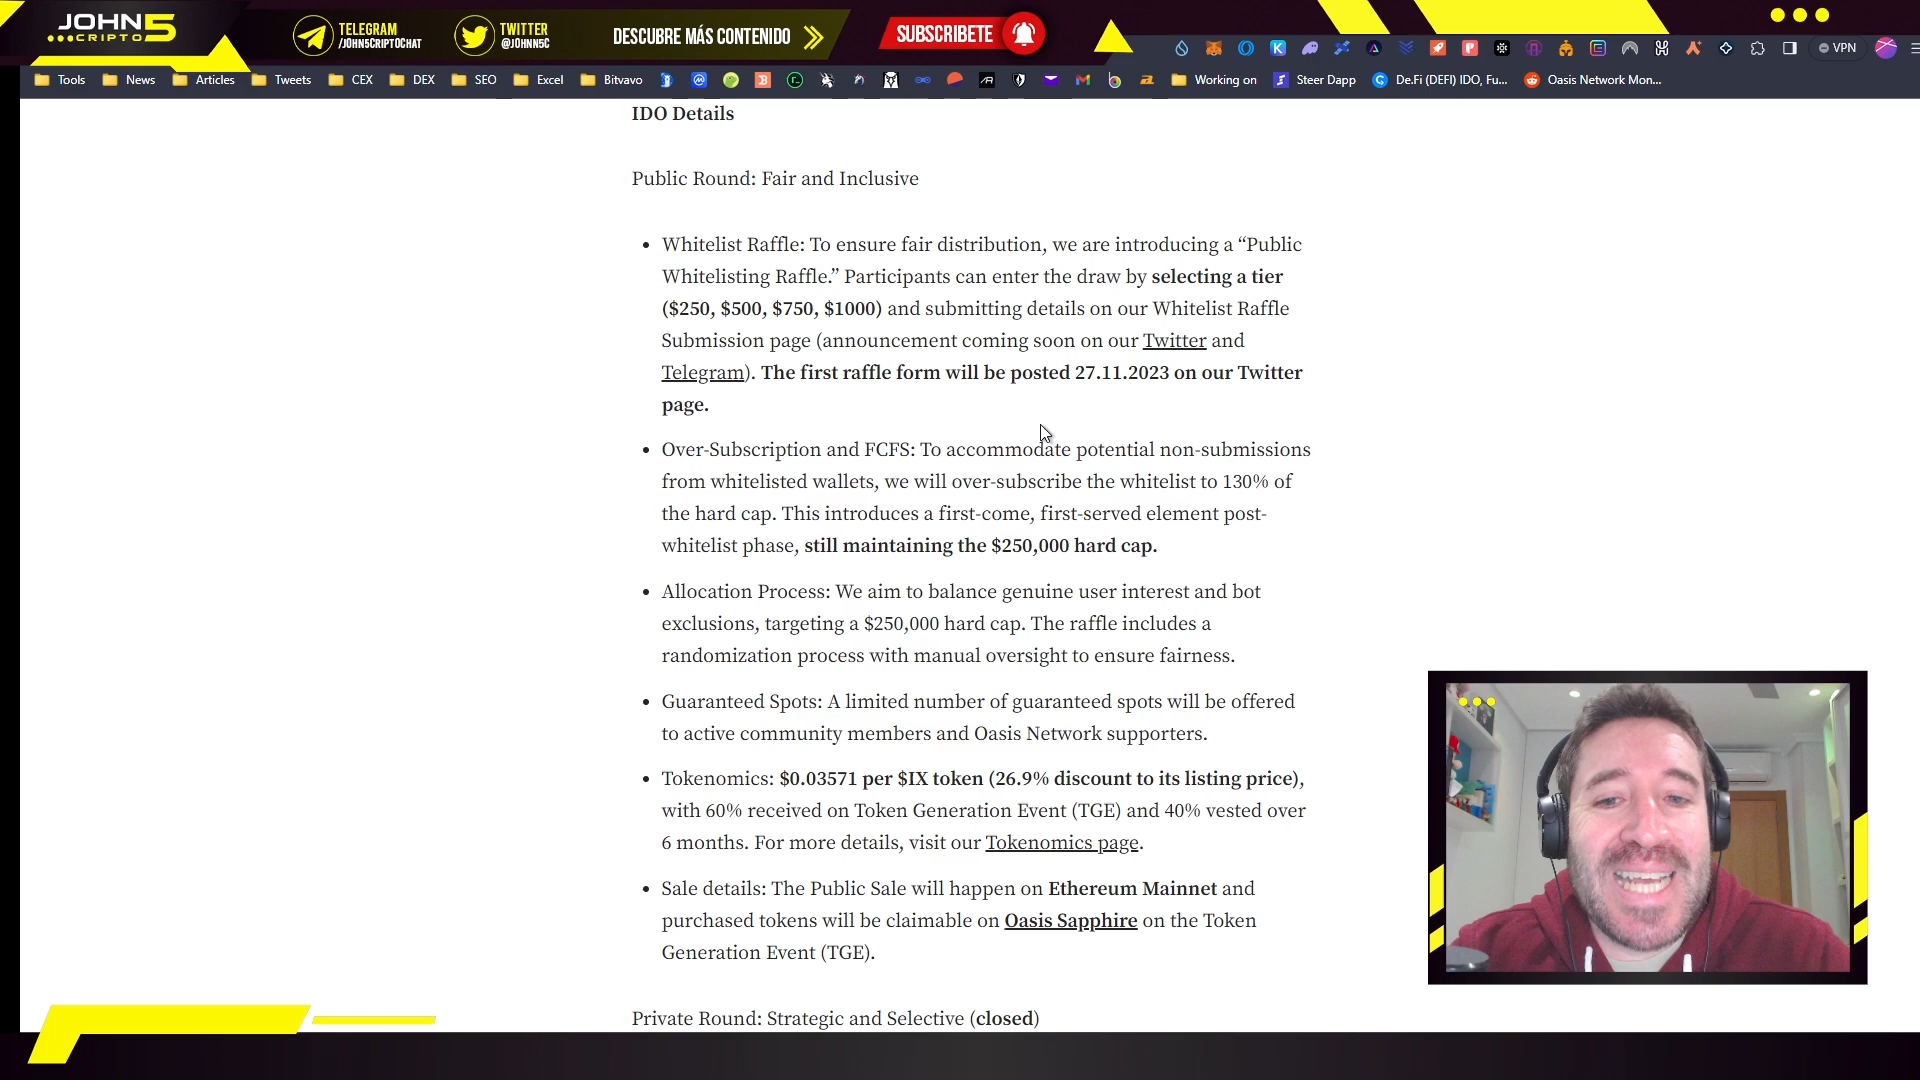 JOHN5
CRIPTO
TELEGRAM
/JOHN5CRIPTOCHAT
TWITTER
@J0HNN5C
DESCUBRE MÁS CONTENIDO
SUBSCRIBETE
VPN
Tools
News
Articles
Tweets
CEX
DEX
SEO
Excel
Bitvavo
Working on
Steer Dapp
De.Fi (DEFI) IDO, Fu...
Oasis Network Mon...
IDO Details
Public Round: Fair and Inclusive
• Whitelist Raffle: To ensure fair distribution, we are introducing a “Public
Whitelisting Raffle.” Participants can enter the draw by selecting a tier
($250, $500, $750, $1000) and submitting details on our Whitelist Raffle
Submission page (announcement coming soon on our Twitter and
Telegram). The first raffle form will be posted 27.11.2023 on our Twitter
page.
• Over-Subscription and FCFS: To accommodate potential non-submissions
from whitelisted wallets, we will over-subscribe the whitelist to 130% of
the hard cap. This introduces a first-come, first-served element post-
whitelist phase, still maintaining the $250,000 hard cap.
• Allocation Process: We aim to balance genuine user interest and bot
exclusions, targeting a $250,000 hard cap. The raffle includes a
randomization process with manual oversight to ensure fairness.
• Guaranteed Spots: A limited number of guaranteed spots will be offered
to active community members and Oasis Network supporters.
• Tokenomics: $0.03571 per $IX token (26.9% discount to its listing price),
with 60% received on Token Generation Event (TGE) and 40% vested over
6 months. For more details, visit our Tokenomics page.
• Sale details: The Public Sale will happen on Ethereum Mainnet and
purchased tokens will be claimable on Oasis Sapphire on the Token
Generation Event (TGE).
Private Round: Strategic and Selective (closed)